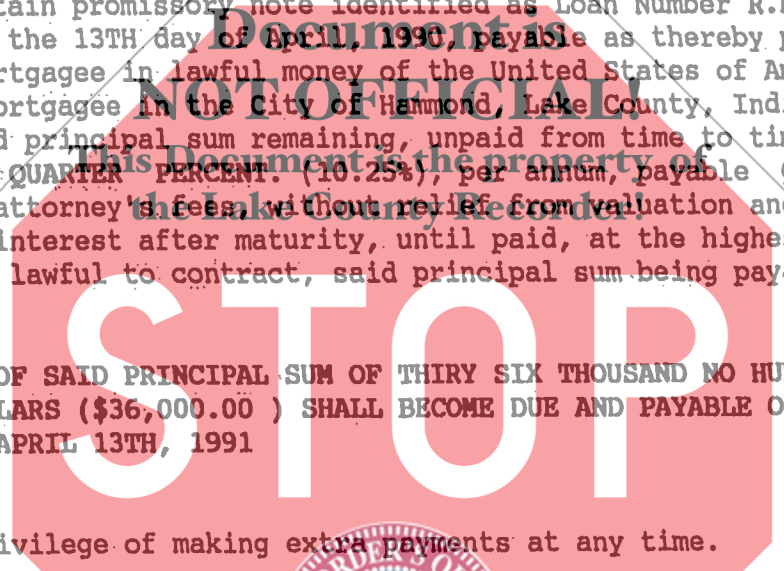 tain promissory note identified as Loan Number R.
the 13TH day of April, 1990, payable as thereby
Document is
rtgagee in lawful money of the United States of Am
NOT OFFICIAL!
ortgagee in the City of Hammond, Lake County, Ind
d principal sum remaining, unpaid from time to ti
This Document is the property of
QUARTER PERCENT. (10.25%), per annum, payable (
the Lake County Recorder!
attorney's fees, without relief from valuation an
interest after maturity, until paid, at the highe
lawful to contract, said principal sum being pay
STOP
OF SAID PRINCIPAL SUM OF THIRY SIX THOUSAND NO HU
LARS ($36,000.00 ) SHALL BECOME DUE AND PAYABLE O
APRIL 13TH, 1991
ivilege of making extra payments at any time.
RDER'S O